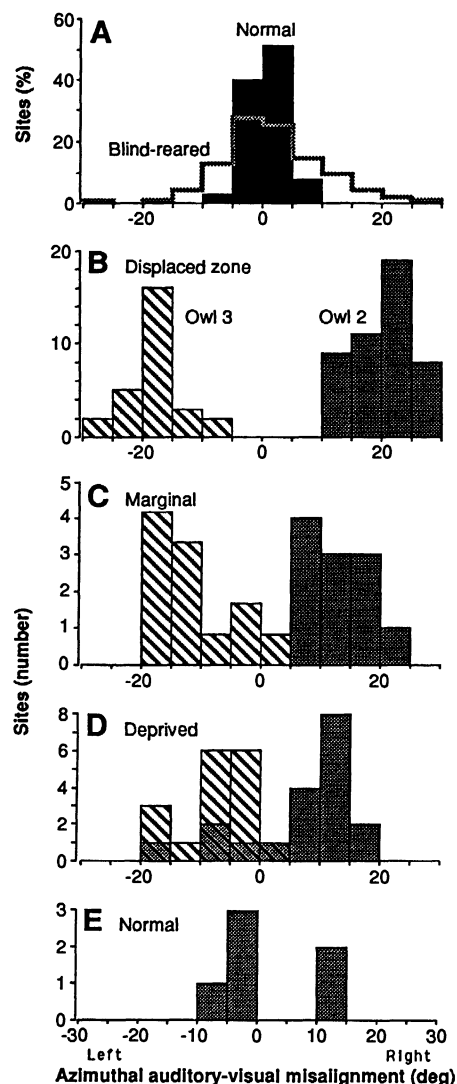 A
Normal
Blind-reared
Sites (%)
60
40
20
0
-20 0 20
B
Displaced zone
Owl 3
Owl 2
20
10
0
-20 0 20
C
Marginal
5
4
3
2
1
0
-20 0 20
Sites (number)
D
Deprived
8
6
4
2
0
-20 0 20
E
Normal
3
2
1
0
-30 -20 -10 0 10 20 30
Left Right
Azimuthal auditory-visual misalignment (deg)